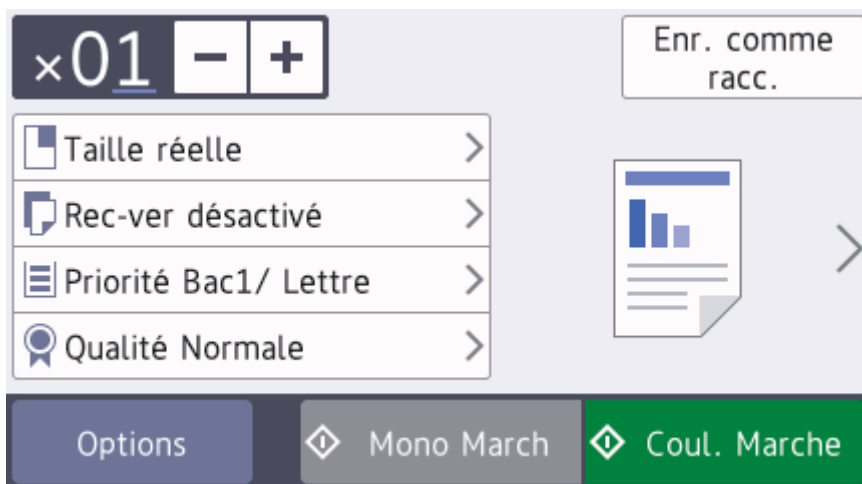 ×01 − +
Enr. comme
racc.
Taille réelle
Rec-ver désactivé
Priorité Bac1/ Lettre
Qualité Normale
Options
Mono March
Coul. Marche